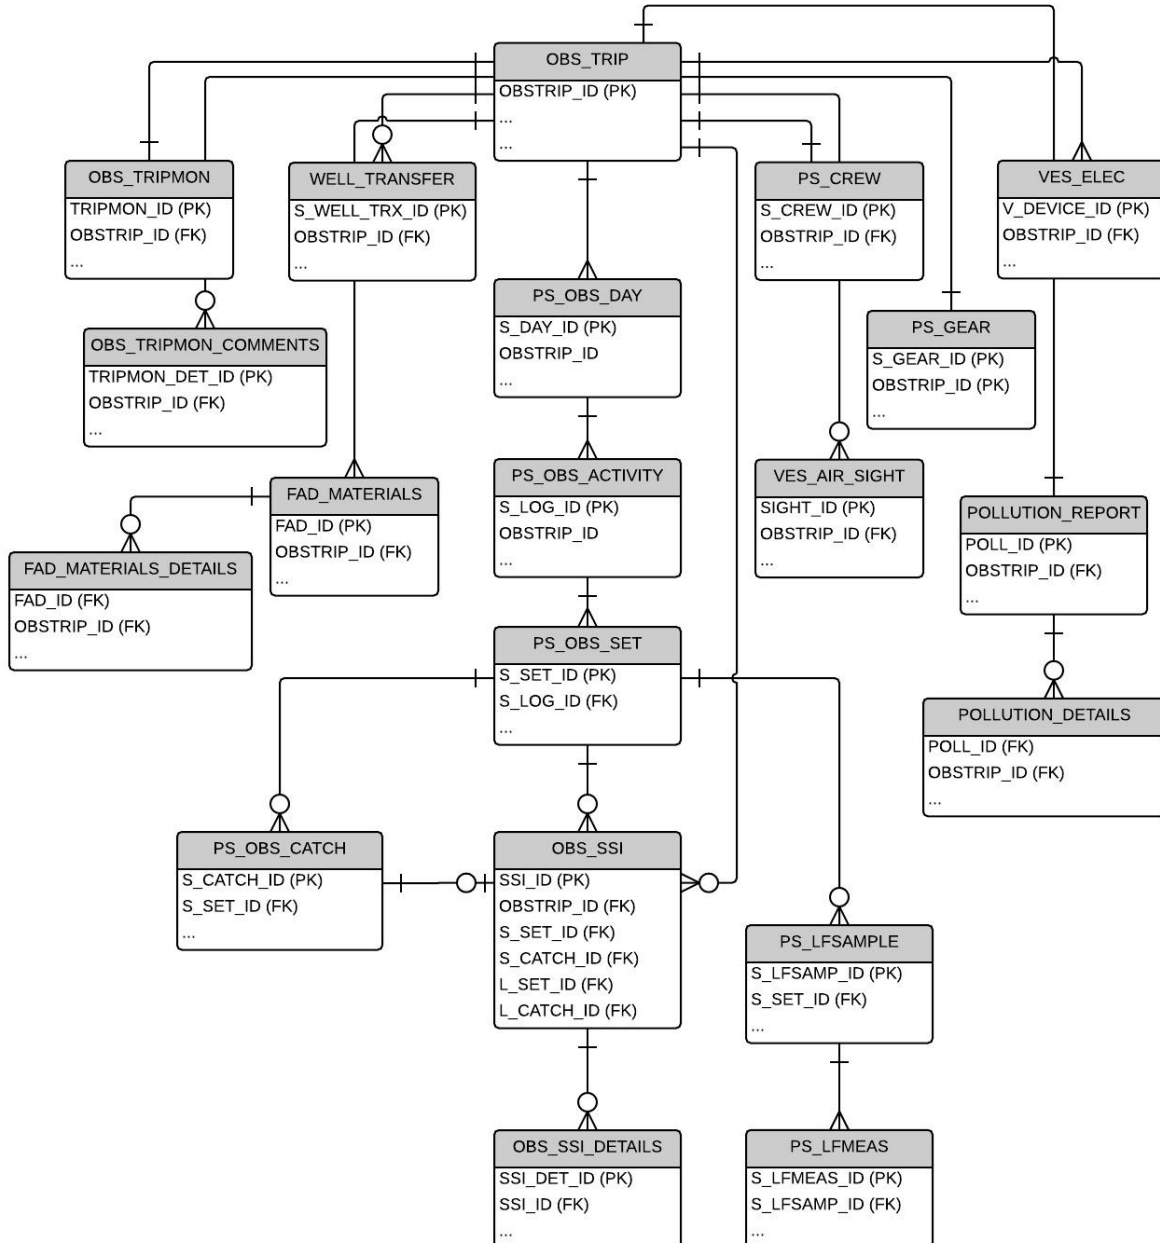 OBS_TRIP
OBSTRIP_ID (PK)
...
...
OBS_TRIPMON
TRIPMON_ID (PK)
OBSTRIP_ID (FK)
...
WELL_TRANSFER
S_WELL_TRX_ID (PK)
OBSTRIP_ID (FK)
...
PS_CREW
S_CREW_ID (PK)
OBSTRIP_ID (FK)
...
VES_ELEC
V_DEVICE_ID (PK)
OBSTRIP_ID (FK)
...
PS_OBS_DAY
S_DAY_ID (PK)
OBSTRIP_ID
...
PS_GEAR
S_GEAR_ID (PK)
OBSTRIP_ID (PK)
...
OBS_TRIPMON_COMMENTS
TRIPMON_DET_ID (PK)
OBSTRIP_ID (FK)
...
PS_OBS_ACTIVITY
S_LOG_ID (PK)
OBSTRIP_ID
...
VES_AIR_SIGHT
SIGHT_ID (PK)
OBSTRIP_ID (FK)
...
FAD_MATERIALS
FAD_ID (PK)
OBSTRIP_ID (FK)
...
POLLUTION_REPORT
POLL_ID (PK)
OBSTRIP_ID (FK)
...
FAD_MATERIALS_DETAILS
FAD_ID (FK)
OBSTRIP_ID (FK)
...
PS_OBS_SET
S_SET_ID (PK)
S_LOG_ID (FK)
...
POLLUTION_DETAILS
POLL_ID (FK)
OBSTRIP_ID (FK)
...
PS_OBS_CATCH
S_CATCH_ID (PK)
S_SET_ID (FK)
...
OBS_SSI
SSI_ID (PK)
OBSTRIP_ID (FK)
S_SET_ID (FK)
S_CATCH_ID (FK)
L_SET_ID (FK)
L_CATCH_ID (FK)
PS_LFSAMPLE
S_LFSAMP_ID (PK)
S_SET_ID (FK)
...
OBS_SSI_DETAILS
SSI_DET_ID (PK)
SSI_ID (FK)
...
PS_LFMEAS
S_LFMEAS_ID (PK)
S_LFSAMP_ID (FK)
...